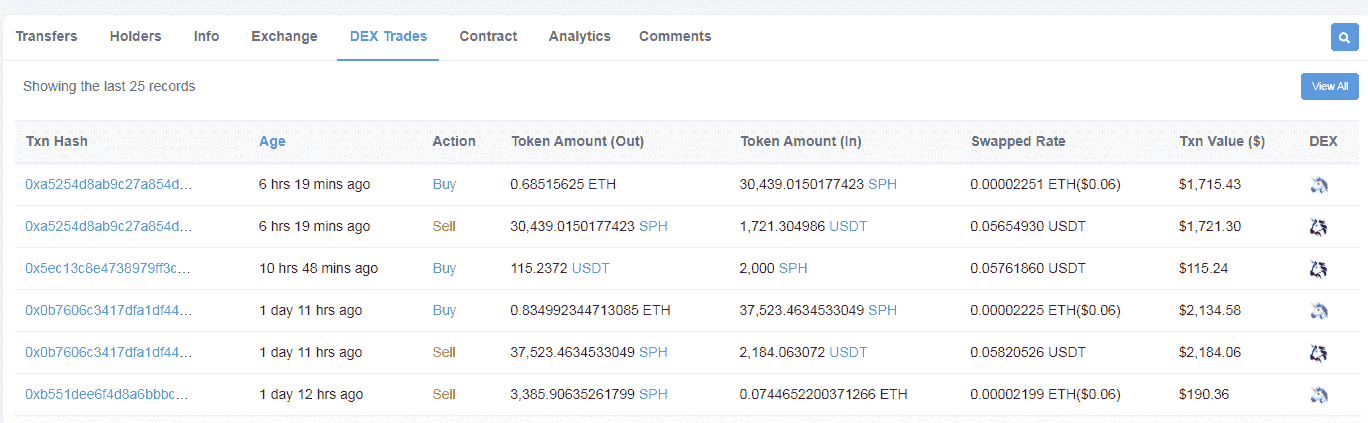 Transfers Holders Info Exchange DEX Trades Contract Analytics Comments
Showing the last 25 records View All
Txn Hash Age Action Token Amount (Out) Token Amount (In) Swapped Rate Txn Value ($) DEX
0xa5254d8ab9c27a854d... 6 hrs 19 mins ago Buy 0.68515625 ETH 30,439.0150177423 SPH 0.00002251 ETH($0.06) $1,715.43
0xa5254d8ab9c27a854d... 6 hrs 19 mins ago Sell 30,439.0150177423 SPH 1,721.304986 USDT 0.05654930 USDT $1,721.30
0x5ec13c8e4738979ff3c... 10 hrs 48 mins ago Buy 115.2372 USDT 2,000 SPH 0.05761860 USDT $115.24
0x0b7606c3417dfa1df44... 1 day 11 hrs ago Buy 0.834992344713085 ETH 37,523.4634533049 SPH 0.00002225 ETH($0.06) $2,134.58
0x0b7606c3417dfa1df44... 1 day 11 hrs ago Sell 37,523.4634533049 SPH 2,184.063072 USDT 0.05820526 USDT $2,184.06
0xb551dee6f4d8a6bbbc... 1 day 12 hrs ago Sell 3,385.90635261799 SPH 0.0744652200371266 ETH 0.00002199 ETH($0.06) $190.36